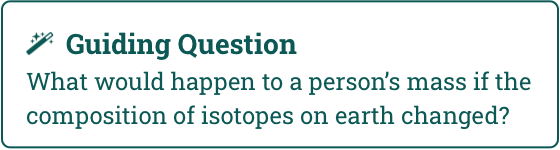 Guiding Question
What would happen to a person’s mass if the
composition of isotopes on earth changed?